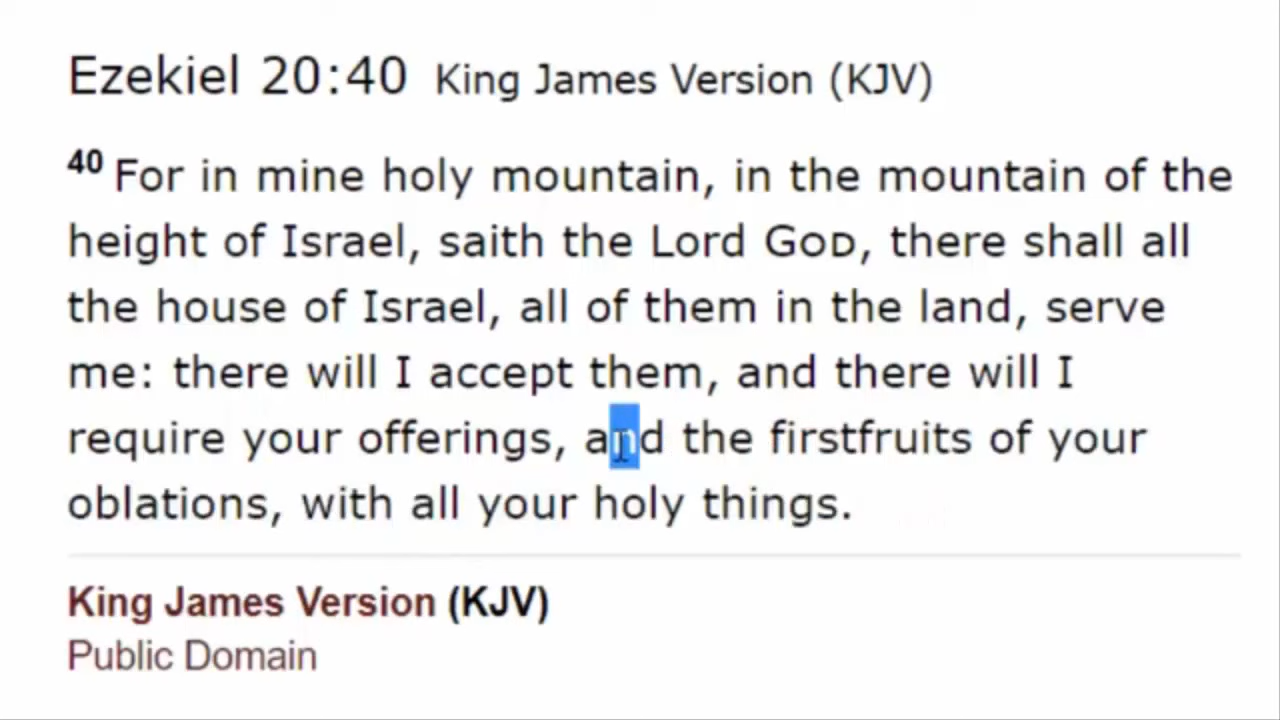 Ezekiel 20:40 King James Version (KJV)
40 For in mine holy mountain, in the mountain of the
height of Israel, saith the Lord GOD, there shall all
the house of Israel, all of them in the land, serve
me: there will I accept them, and there will I
require your offerings, and the firstfruits of your
oblations, with all your holy things.
King James Version (KJV)
Public Domain